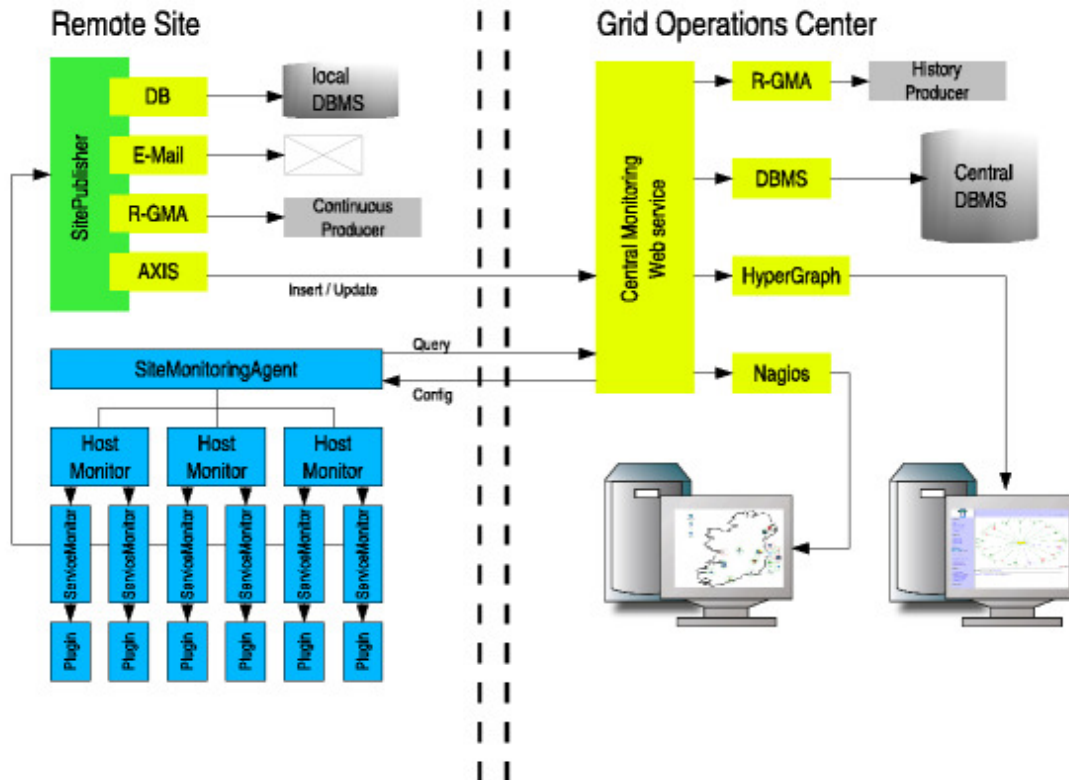 Remote Site
Grid Operations Center
SitePublisher
DB
local
DBMS
E-Mail
R-GMA
Continuous
Producer
AXIS
Insert / Update
Central Monitoring
Web service
R-GMA
History
Producer
DBMS
Central
DBMS
HyperGraph
Nagios
SiteMonitoringAgent
Query
Config
Host
Monitor
Host
Monitor
Host
Monitor
ServiceMonitor
ServiceMonitor
ServiceMonitor
ServiceMonitor
ServiceMonitor
ServiceMonitor
Plugin
Plugin
Plugin
Plugin
Plugin
Plugin